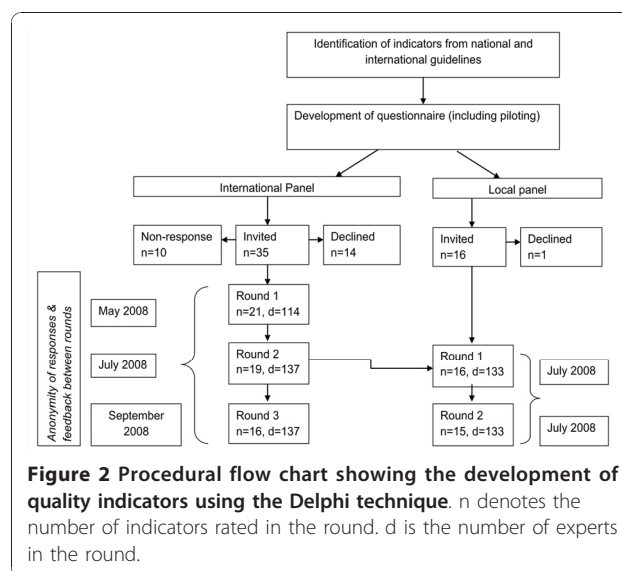 Identification of indicators from national and
international guidelines
Development of questionnaire (including piloting)
International Panel
Local panel
Non-response
n=10
Invited
n=35
Declined
n=14
Invited
n=16
Declined
n=1
Anonymity of responses &
feedback between rounds
May 2008
July 2008
September
2008
Round 1
n=21, d=114
Round 2
n=19, d=137
Round 3
n=16, d=137
Round 1
n=16, d=133
Round 2
n=15, d=133
July 2008
July 2008
Figure 2 Procedural flow chart showing the development of
quality indicators using the Delphi technique. n denotes the
number of indicators rated in the round. d is the number of experts
in the round.